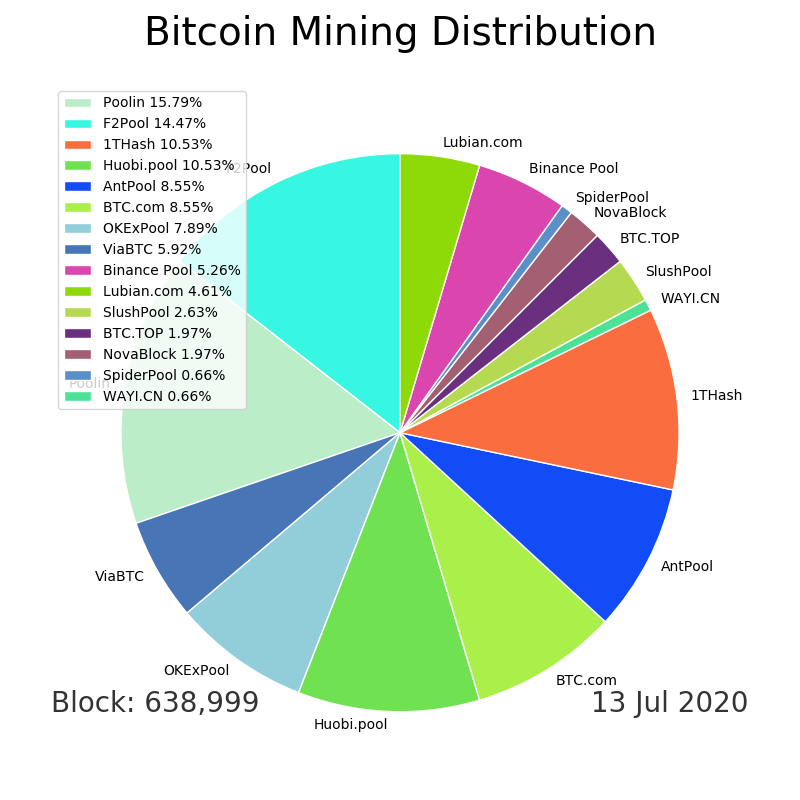 Bitcoin Mining Distribution
Poolin 15.79%
F2Pool 14.47%
1THash 10.53%
Huobi.pool 10.53%
AntPool 8.55%
BTC.com 8.55%
OKExPool 7.89%
ViaBTC 5.92%
Binance Pool 5.26%
Lubian.com 4.61%
SlushPool 2.63%
BTC.TOP 1.97%
NovaBlock 1.97%
SpiderPool 0.66%
WAYI.CN 0.66%
F2Pool
Poolin
ViaBTC
OKExPool
Huobi.pool
BTC.com
AntPool
1THash
WAYI.CN
SlushPool
BTC.TOP
NovaBlock
SpiderPool
Binance Pool
Lubian.com
Block: 638,999
13 Jul 2020